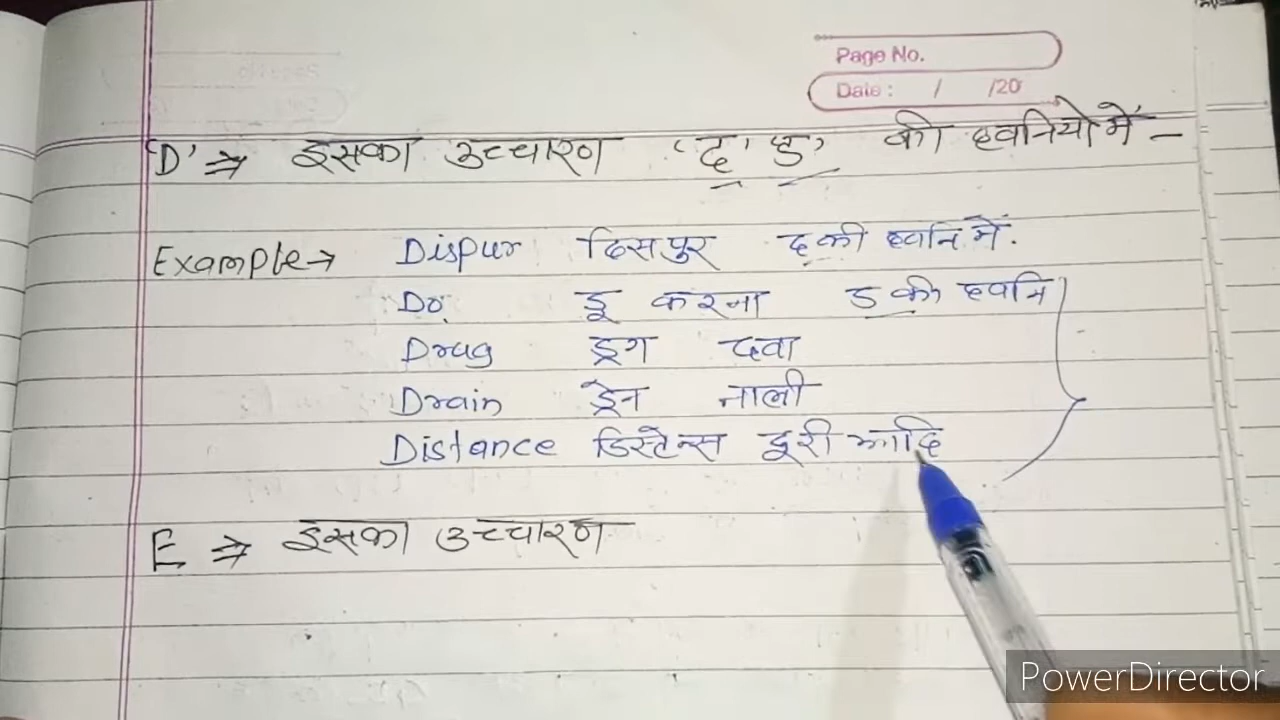 Page No.
Date : / /20
'D' ⇒ इसका उच्चारण 'द' ड' की ध्वनियो में -
Example → Dispur दिसपुर द की ध्वनि में.
Do डू करना ड की ध्वनि
Drug ड्रग दवा
Drain ड्रेन नाली
Distance डिस्टेन्स दूरी आदि
E ⇒ इसका उच्चारण
PowerDirector